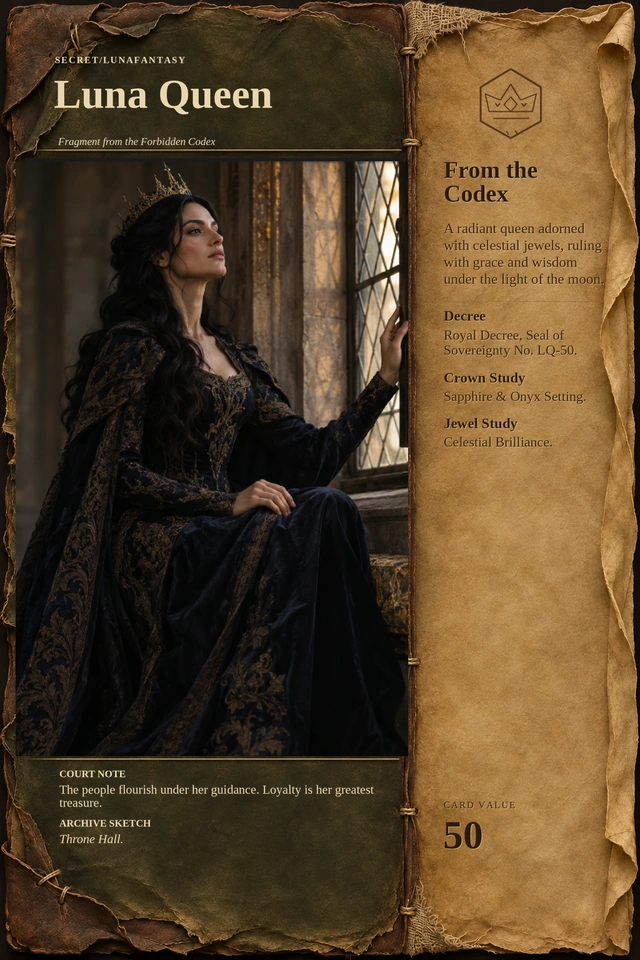 SECRET/LUNAFANTASY
Luna Queen
Fragment from the Forbidden Codex
From the
Codex
A radiant queen adorned
with celestial jewels, ruling
with grace and wisdom
under the light of the moon.
Decree
Royal Decree, Seal of
Sovereignty No. LQ-50.
Crown Study
Sapphire & Onyx Setting.
Jewel Study
Celestial Brilliance.
COURT NOTE
The people flourish under her guidance. Loyalty is her greatest
treasure.
ARCHIVE SKETCH
Throne Hall.
CARD VALUE
50